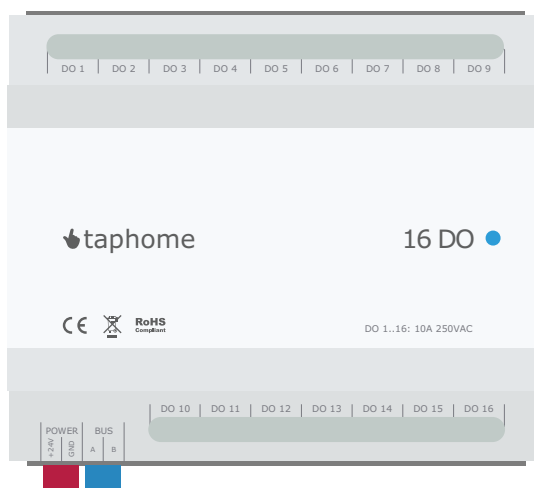 DO 1 DO 2 DO 3 DO 4 DO 5 DO 6 DO 7 DO 8 DO 9
taphome 16 DO
CE RoHS
Compliant
DO 1..16: 10A 250VAC
DO 10 DO 11 DO 12 DO 13 DO 14 DO 15 DO 16
POWER BUS
+24V GND A B